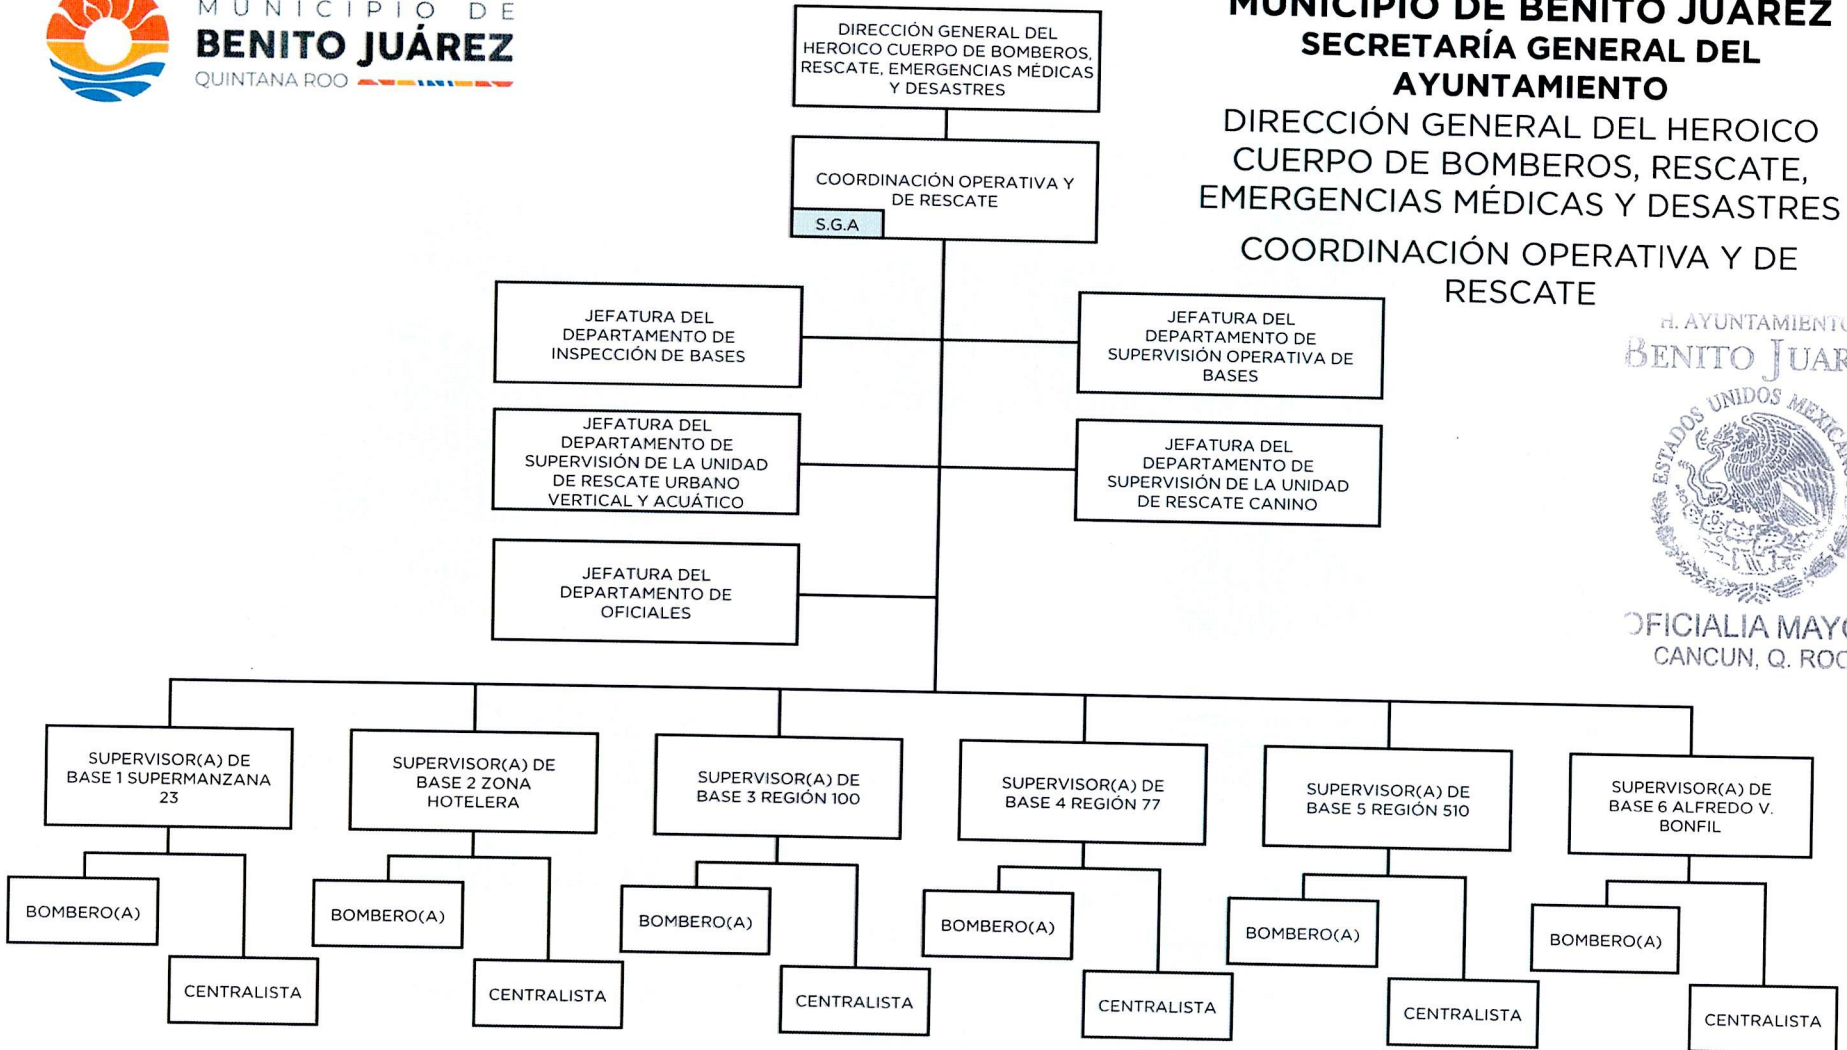 MUNICIPIO DE
BENITO JUÁREZ
QUINTANA ROO
MUNICIPIO DE BENITO JUÁREZ
SECRETARÍA GENERAL DEL
AYUNTAMIENTO
DIRECCIÓN GENERAL DEL HEROICO
CUERPO DE BOMBEROS, RESCATE,
EMERGENCIAS MÉDICAS Y DESASTRES
COORDINACIÓN OPERATIVA Y DE
RESCATE
DIRECCIÓN GENERAL DEL
HEROICO CUERPO DE BOMBEROS,
RESCATE, EMERGENCIAS MÉDICAS
Y DESASTRES
COORDINACIÓN OPERATIVA Y
DE RESCATE
S.G.A
JEFATURA DEL
DEPARTAMENTO DE
INSPECCIÓN DE BASES
JEFATURA DEL
DEPARTAMENTO DE
SUPERVISIÓN OPERATIVA DE
BASES
JEFATURA DEL
DEPARTAMENTO DE
SUPERVISIÓN DE LA UNIDAD
DE RESCATE URBANO
VERTICAL Y ACUÁTICO
JEFATURA DEL
DEPARTAMENTO DE
SUPERVISIÓN DE LA UNIDAD
DE RESCATE CANINO
JEFATURA DEL
DEPARTAMENTO DE
OFICIALES
H. AYUNTAMIENTO
BENITO JUAR
ESTADOS UNIDOS MEXICAN
OFICIALIA MAYO
CANCUN, Q. ROO
SUPERVISOR(A) DE
BASE 1 SUPERMANZANA
23
SUPERVISOR(A) DE
BASE 2 ZONA
HOTELERA
SUPERVISOR(A) DE
BASE 3 REGIÓN 100
SUPERVISOR(A) DE
BASE 4 REGIÓN 77
SUPERVISOR(A) DE
BASE 5 REGIÓN 510
SUPERVISOR(A) DE
BASE 6 ALFREDO V.
BONFIL
BOMBERO(A)
BOMBERO(A)
BOMBERO(A)
BOMBERO(A)
BOMBERO(A)
BOMBERO(A)
CENTRALISTA
CENTRALISTA
CENTRALISTA
CENTRALISTA
CENTRALISTA
CENTRALISTA